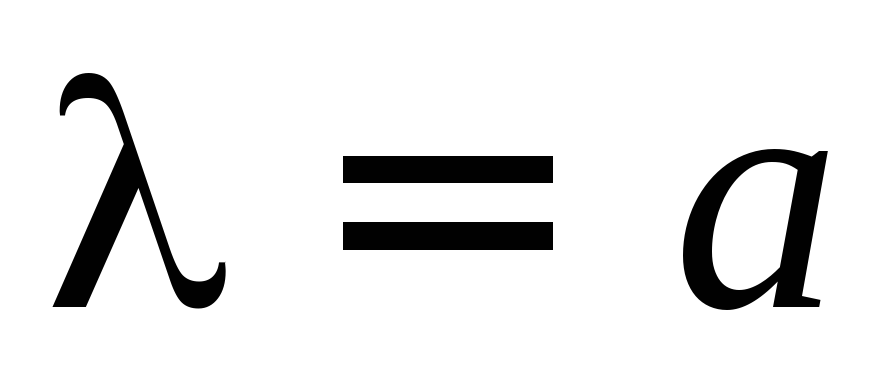 λ = a